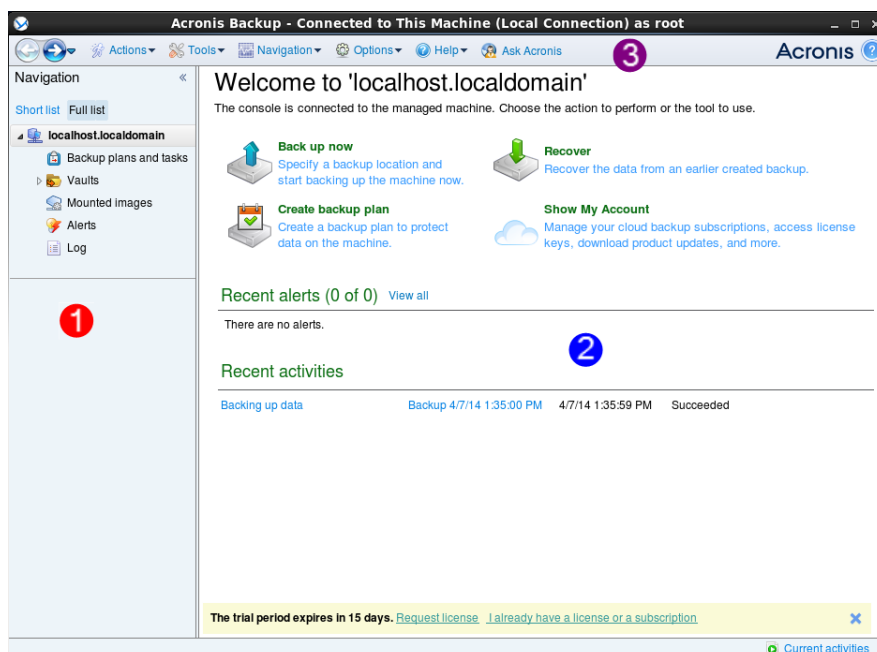 Acronis Backup - Connected to This Machine (Local Connection) as root
Actions Tools Navigation Options Help Ask Acronis
3
Acronis
?
Navigation «
Short list Full list
localhost.localdomain
Backup plans and tasks
Vaults
Mounted images
Alerts
Log
1
Welcome to 'localhost.localdomain'
The console is connected to the managed machine. Choose the action to perform or the tool to use.
Back up now
Specify a backup location and
start backing up the machine now.
Recover
Recover the data from an earlier created backup.
Create backup plan
Create a backup plan to protect
data on the machine.
Show My Account
Manage your cloud backup subscriptions, access license
keys, download product updates, and more.
Recent alerts (0 of 0) View all
There are no alerts.
2
Recent activities
Backing up data Backup 4/7/14 1:35:00 PM 4/7/14 1:35:59 PM Succeeded
The trial period expires in 15 days. Request license I already have a license or a subscription
Current activities